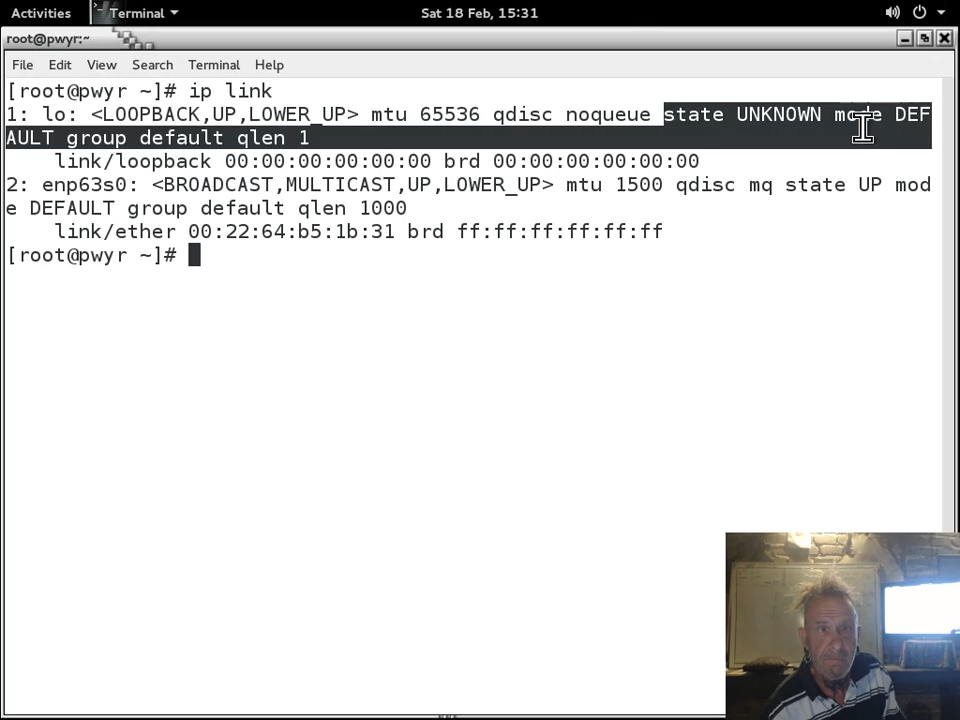 Activities
Terminal
Sat 18 Feb, 15:31
root@pwyr:~
File Edit View Search Terminal Help
[root@pwyr ~]# ip link
1: lo: <LOOPBACK,UP,LOWER_UP> mtu 65536 qdisc noqueue state UNKNOWN mode DEF
AULT group default qlen 1
    link/loopback 00:00:00:00:00:00 brd 00:00:00:00:00:00
2: enp63s0: <BROADCAST,MULTICAST,UP,LOWER_UP> mtu 1500 qdisc mq state UP mod
e DEFAULT group default qlen 1000
    link/ether 00:22:64:b5:1b:31 brd ff:ff:ff:ff:ff:ff
[root@pwyr ~]#